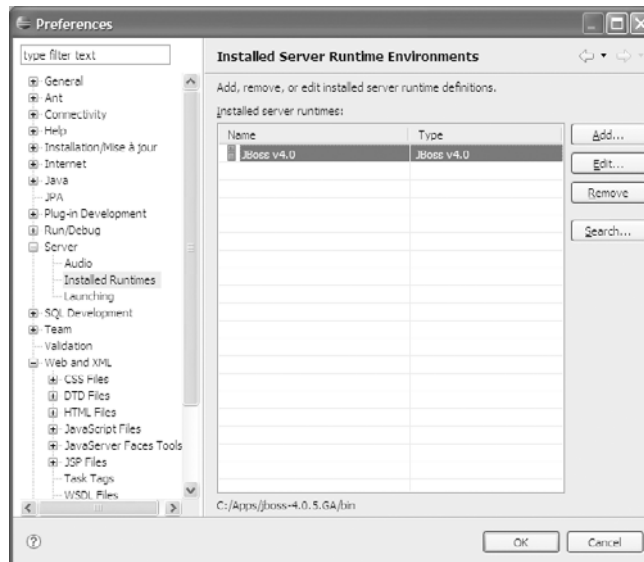 Preferences
type filter text
General
Ant
Connectivity
Help
Installation/Mise à jour
Internet
Java
JPA
Plug-in Development
Run/Debug
Server
Audio
Installed Runtimes
Launching
SQL Development
Team
Validation
Web and XML
CSS Files
DTD Files
HTML Files
JavaScript Files
JavaServer Faces Tools
JSP Files
Task Tags
WSDL Files
Installed Server Runtime Environments
Add, remove, or edit installed server runtime definitions.
Installed server runtimes:
Name Type
JBoss v4.0 JBoss v4.0
Add...
Edit...
Remove
Search...
C:/Apps/jboss-4.0.5.GA/bin
OK Cancel